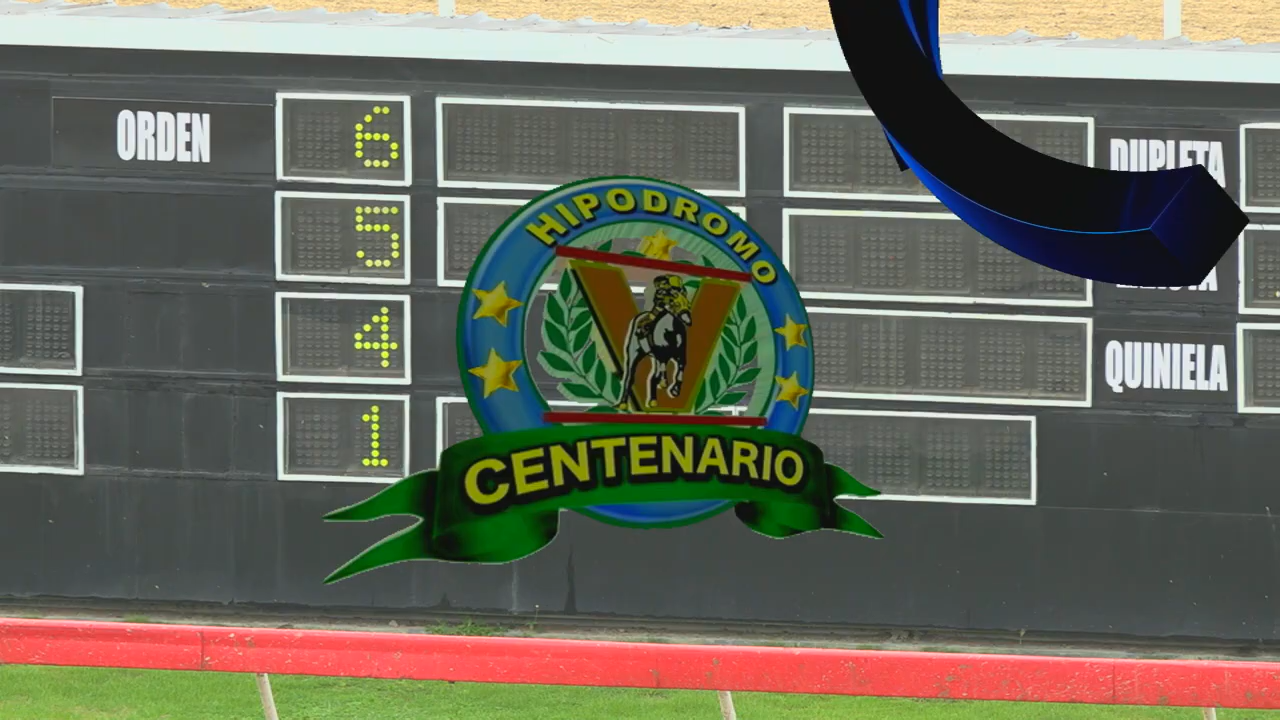 ORDEN
6
DUPLETA
5
4
QUINIELA
1
HIPODROMO
V
CENTENARIO